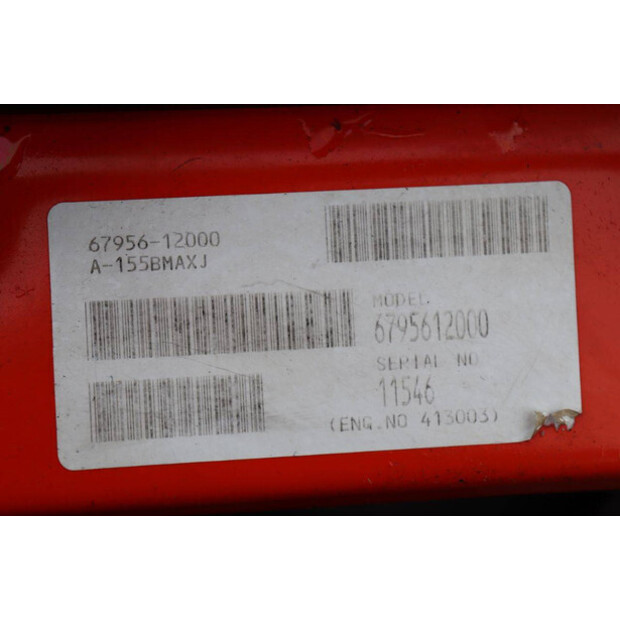 67956-12000
A-155BMAXJ
MODEL
6795612000
SERIAL NO
11546
(ENG.NO 413003)